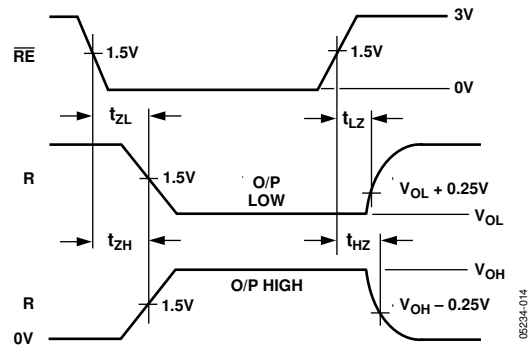 3V
RE
1.5V
1.5V
0V
tZL
tLZ
R
1.5V
O/P
LOW
VOL + 0.25V
VOL
tZH
tHZ
VOH
O/P HIGH
R
1.5V
VOH – 0.25V
0V
05234-014